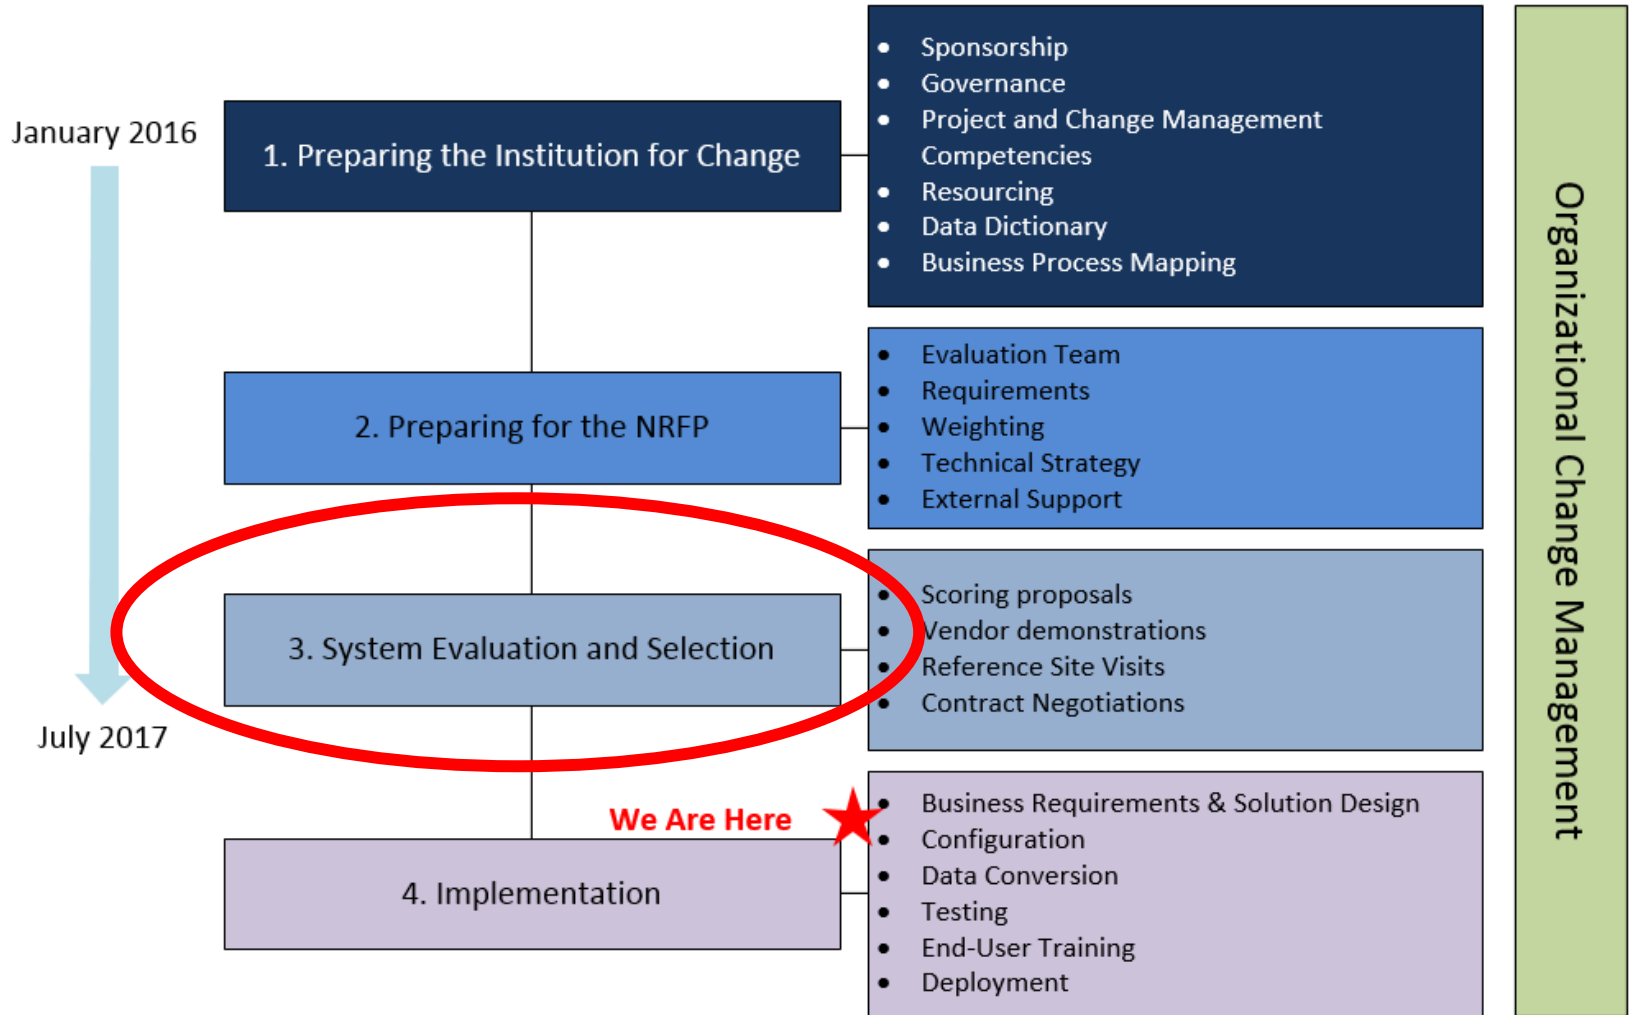 January 2016
July 2017
1. Preparing the Institution for Change
• Sponsorship
• Governance
• Project and Change Management
Competencies
• Resourcing
• Data Dictionary
• Business Process Mapping
2. Preparing for the NRFP
• Evaluation Team
• Requirements
• Weighting
• Technical Strategy
• External Support
3. System Evaluation and Selection
• Scoring proposals
• Vendor demonstrations
• Reference Site Visits
• Contract Negotiations
We Are Here
4. Implementation
• Business Requirements & Solution Design
• Configuration
• Data Conversion
• Testing
• End-User Training
• Deployment
Organizational Change Management